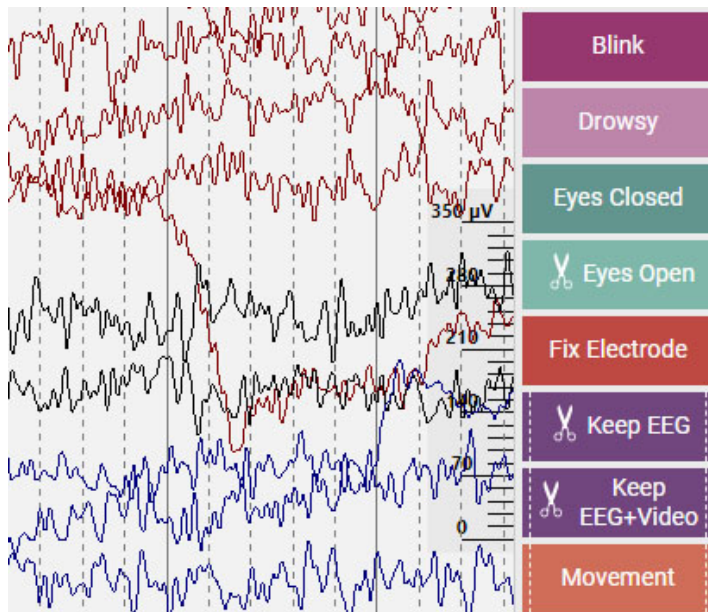 Blink
Drowsy
Eyes Closed
350 µV
Eyes Open
280
Fix Electrode
210
Keep EEG
140
70
Keep
EEG+Video
0
Movement